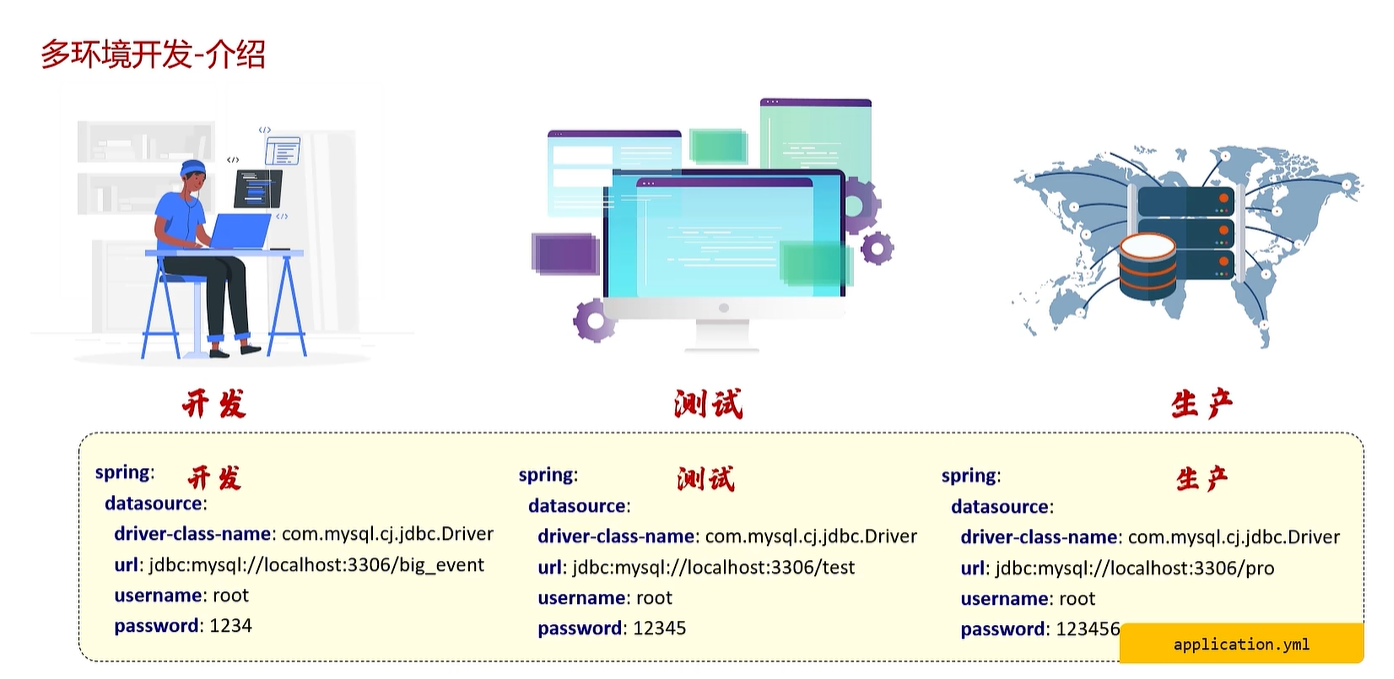 多环境开发-介绍
</>
</>
</>
开发
测试
生产
spring:
开发
datasource:
driver-class-name: com.mysql.cj.jdbc.Driver
url: jdbc:mysql://localhost:3306/big_event
username: root
password: 1234
spring:
测试
datasource:
driver-class-name: com.mysql.cj.jdbc.Driver
url: jdbc:mysql://localhost:3306/test
username: root
password: 12345
spring:
生产
datasource:
driver-class-name: com.mysql.cj.jdbc.Driver
url: jdbc:mysql://localhost:3306/pro
username: root
password: 123456
application.yml